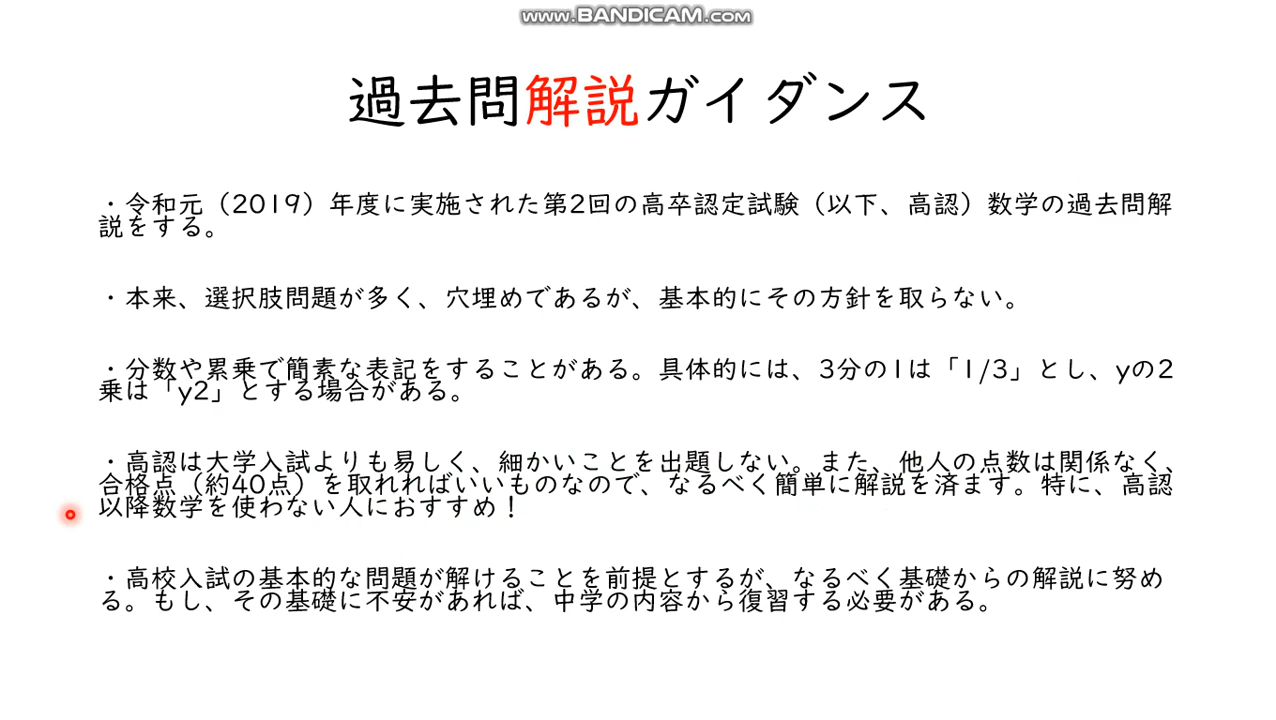 www.BANDICAM.com
過去問解説ガイダンス
・令和元（2019）年度に実施された第2回の高卒認定試験（以下、高認）数学の過去問解
説をする。
・本来、選択肢問題が多く、穴埋めであるが、基本的にその方針を取らない。
・分数や累乗で簡素な表記をすることがある。具体的には、3分の1は「1/3」とし、yの2
乗は「y2」とする場合がある。
・高認は大学入試よりも易しく、細かいことを出題しない。また、他人の点数は関係なく、
合格点（約40点）を取れればいいものなので、なるべく簡単に解説を済ます。特に、高認
以降数学を使わない人におすすめ！
・高校入試の基本的な問題が解けることを前提とするが、なるべく基礎からの解説に努め
る。もし、その基礎に不安があれば、中学の内容から復習する必要がある。